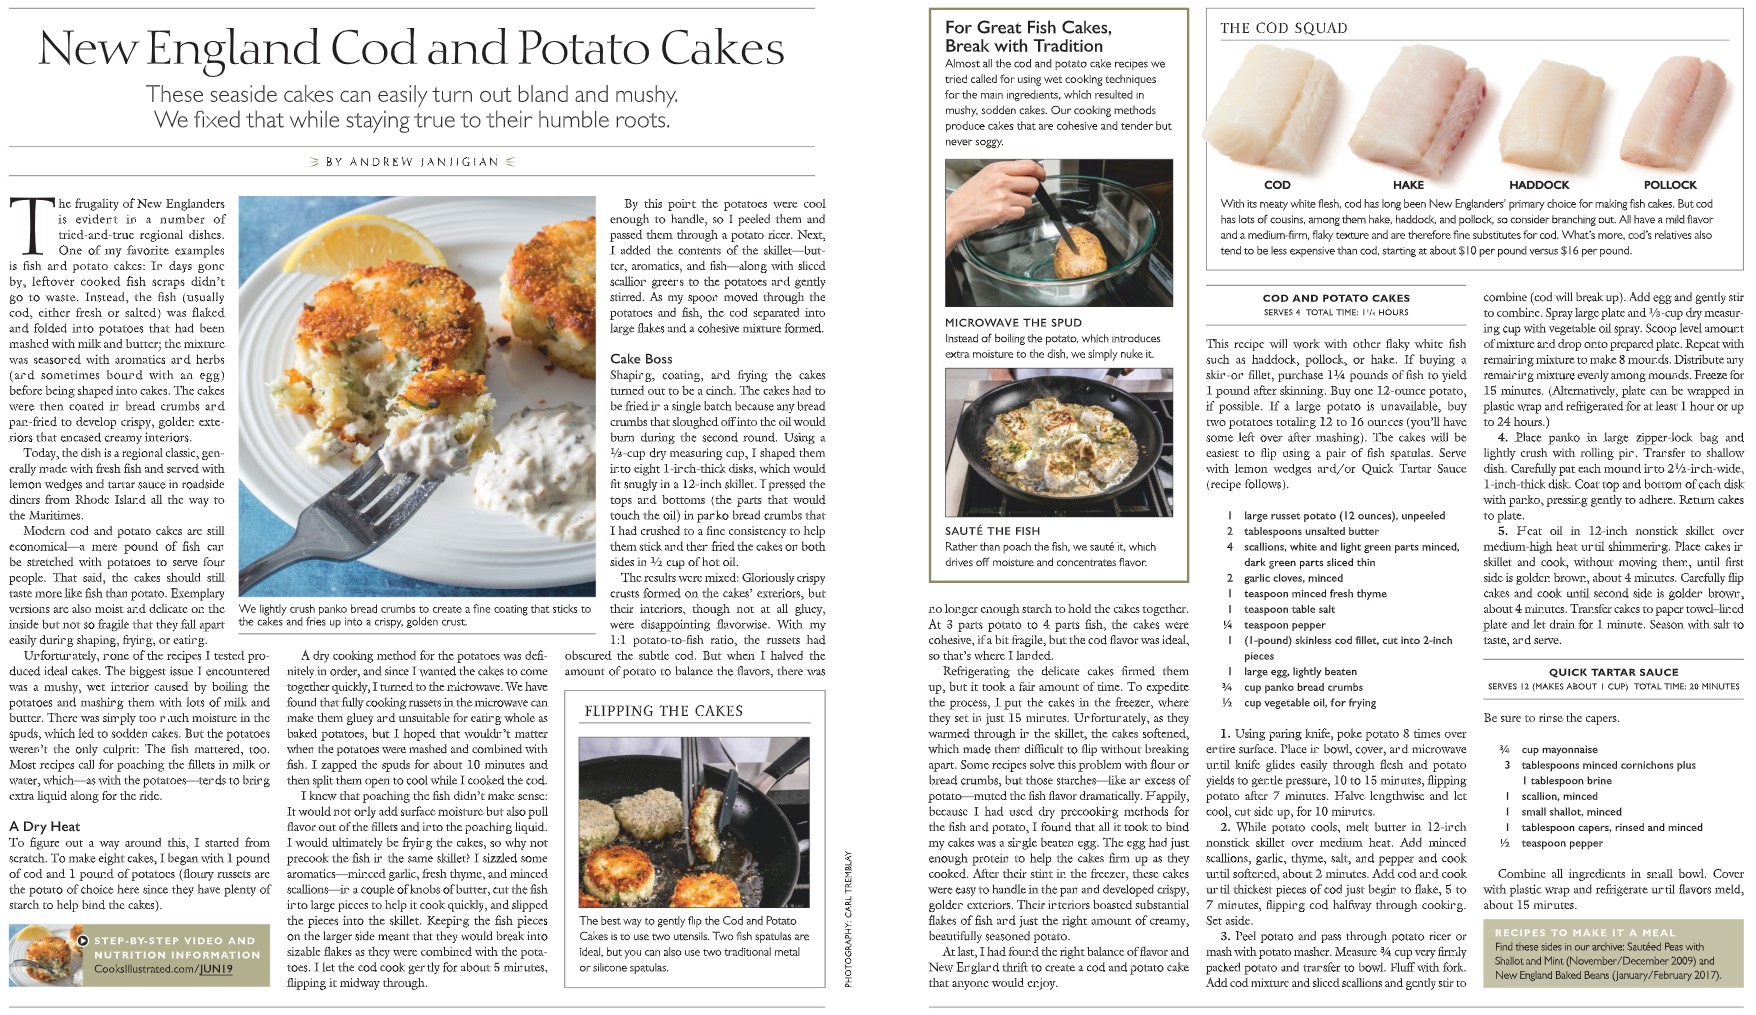 New England Cod and Potato Cakes
These seaside cakes can easily turn out bland and mushy.
We fixed that while staying true to their humble roots.
BY ANDREW JANJIGIAN
The frugality of New Englanders
is evident in a number of
tried-and-true regional dishes.
One of my favorite examples
is fish and potato cakes: In days gone
by, leftover cooked fish scraps didn't
go to waste. Instead, the fish (usually
cod, either fresh or salted) was flaked
and folded into potatoes that had been
mashed with milk and butter; the mixture
was seasoned with aromatics and herbs
(and sometimes bound with an egg)
before being shaped into cakes. The cakes
were then coated in bread crumbs and
pan-fried to develop crispy, golden exte-
riors that encased creamy interiors.
Today, the dish is a regional classic, gen-
erally made with fresh fish and served with
lemon wedges and tartar sauce in roadside
diners from Rhode Island all the way to
the Maritimes.
Modern cod and potato cakes are still
economical—a mere pound of fish can
be stretched with potatoes to serve four
people. That said, the cakes should still
taste more like fish than potato. Exemplary
versions are also moist and delicate on the
inside but not so fragile that they fall apart
easily during shaping, frying, or eating.
Unfortunately, none of the recipes I tested pro-
duced ideal cakes. The biggest issue I encountered
was a mushy, wet interior caused by boiling the
potatoes and mashing them with lots of milk and
butter. There was simply too much moisture in the
spuds, which led to sodden cakes. But the potatoes
weren't the only culprit: The fish mattered, too.
Most recipes call for poaching the fillets in milk or
water, which—as with the potatoes—tends to bring
extra liquid along for the ride.
A Dry Heat
To figure out a way around this, I started from
scratch. To make eight cakes, I began with 1 pound
of cod and 1 pound of potatoes (floury russets are
the potato of choice here since they have plenty of
starch to help bind the cakes).
STEP-BY-STEP VIDEO AND
NUTRITION INFORMATION
CooksIllustrated.com/JUN19
We lightly crush panko bread crumbs to create a fine coating that sticks to
the cakes and fries up into a crispy, golden crust.
A dry cooking method for the potatoes was defi-
nitely in order, and since I wanted the cakes to come
together quickly, I turned to the microwave. We have
found that fully cooking russets in the microwave can
make them gluey and unsuitable for eating whole as
baked potatoes, but I hoped that wouldn't matter
when the potatoes were mashed and combined with
fish. I zapped the spuds for about 10 minutes and
then split them open to cool while I cooked the cod.
I knew that poaching the fish didn't make sense:
It would not only add surface moisture but also pull
flavor out of the fillets and into the poaching liquid.
I would ultimately be frying the cakes, so why not
precook the fish in the same skillet? I sizzled some
aromatics—minced garlic, fresh thyme, and minced
scallions—in a couple of knobs of butter, cut the fish
into large pieces to help it cook quickly, and slipped
the pieces into the skillet. Keeping the fish pieces
on the larger side meant that they would break into
sizable flakes as they were combined with the pota-
toes. I let the cod cook gently for about 5 minutes,
flipping it midway through.
By this point the potatoes were cool
enough to handle, so I peeled them and
passed them through a potato ricer. Next,
I added the contents of the skillet—but-
ter, aromatics, and fish—along with sliced
scallion greens to the potatoes and gently
stirred. As my spoon moved through the
potatoes and fish, the cod separated into
large flakes and a cohesive mixture formed.
Cake Boss
Shaping, coating, and frying the cakes
turned out to be a cinch. The cakes had to
be fried in a single batch because any bread
crumbs that sloughed off into the oil would
burn during the second round. Using a
⅓-cup dry measuring cup, I shaped them
into eight 1-inch-thick disks, which would
fit snugly in a 12-inch skillet. I pressed the
tops and bottoms (the parts that would
touch the oil) in panko bread crumbs that
I had crushed to a fine consistency to help
them stick and then fried the cakes on both
sides in ½ cup of hot oil.
The results were mixed: Gloriously crispy
crusts formed on the cakes' exteriors, but
their interiors, though not at all gluey,
were disappointing flavorwise. With my
1:1 potato-to-fish ratio, the russets had
obscured the subtle cod. But when I halved the
amount of potato to balance the flavors, there was
FLIPPING THE CAKES
The best way to gently flip the Cod and Potato
Cakes is to use two utensils. Two fish spatulas are
ideal, but you can also use two traditional metal
or silicone spatulas.
PHOTOGRAPHY: CARL TREMBLAY
For Great Fish Cakes,
Break with Tradition
Almost all the cod and potato cake recipes we
tried called for using wet cooking techniques
for the main ingredients, which resulted in
mushy, sodden cakes. Our cooking methods
produce cakes that are cohesive and tender but
never soggy.
MICROWAVE THE SPUD
Instead of boiling the potato, which introduces
extra moisture to the dish, we simply nuke it.
SAUTÉ THE FISH
Rather than poach the fish, we sauté it, which
drives off moisture and concentrates flavor.
no longer enough starch to hold the cakes together.
At 3 parts potato to 4 parts fish, the cakes were
cohesive, if a bit fragile, but the cod flavor was ideal,
so that's where I landed.
Refrigerating the delicate cakes firmed them
up, but it took a fair amount of time. To expedite
the process, I put the cakes in the freezer, where
they set in just 15 minutes. Unfortunately, as they
warmed through in the skillet, the cakes softened,
which made them difficult to flip without breaking
apart. Some recipes solve this problem with flour or
bread crumbs, but those starches—like an excess of
potato—muted the fish flavor dramatically. Happily,
because I had used dry precooking methods for
the fish and potato, I found that all it took to bind
my cakes was a single beaten egg. The egg had just
enough protein to help the cakes firm up as they
cooked. After their stint in the freezer, these cakes
were easy to handle in the pan and developed crispy,
golden exteriors. Their interiors boasted substantial
flakes of fish and just the right amount of creamy,
beautifully seasoned potato.
At last, I had found the right balance of flavor and
New England thrift to create a cod and potato cake
that anyone would enjoy.
THE COD SQUAD
COD HAKE HADDOCK POLLOCK
With its meaty white flesh, cod has long been New Englanders' primary choice for making fish cakes. But cod
has lots of cousins, among them hake, haddock, and pollock, so consider branching out. All have a mild flavor
and a medium-firm, flaky texture and are therefore fine substitutes for cod. What's more, cod's relatives also
tend to be less expensive than cod, starting at about $10 per pound versus $16 per pound.
COD AND POTATO CAKES
SERVES 4 TOTAL TIME: 1¼ HOURS
This recipe will work with other flaky white fish
such as haddock, pollock, or hake. If buying a
skin-on fillet, purchase 1¼ pounds of fish to yield
1 pound after skinning. Buy one 12-ounce potato,
if possible. If a large potato is unavailable, buy
two potatoes totaling 12 to 16 ounces (you'll have
some left over after mashing). The cakes will be
easiest to flip using a pair of fish spatulas. Serve
with lemon wedges and/or Quick Tartar Sauce
(recipe follows).
1 large russet potato (12 ounces), unpeeled
2 tablespoons unsalted butter
4 scallions, white and light green parts minced,
dark green parts sliced thin
2 garlic cloves, minced
1 teaspoon minced fresh thyme
1 teaspoon table salt
¼ teaspoon pepper
1 (1-pound) skinless cod fillet, cut into 2-inch
pieces
1 large egg, lightly beaten
¾ cup panko bread crumbs
½ cup vegetable oil, for frying
1. Using paring knife, poke potato 8 times over
entire surface. Place in bowl, cover, and microwave
until knife glides easily through flesh and potato
yields to gentle pressure, 10 to 15 minutes, flipping
potato after 7 minutes. Halve lengthwise and let
cool, cut side up, for 10 minutes.
2. While potato cools, melt butter in 12-inch
nonstick skillet over medium heat. Add minced
scallions, garlic, thyme, salt, and pepper and cook
until softened, about 2 minutes. Add cod and cook
until thickest pieces of cod just begin to flake, 5 to
7 minutes, flipping cod halfway through cooking.
Set aside.
3. Peel potato and pass through potato ricer or
mash with potato masher. Measure ¾ cup very firmly
packed potato and transfer to bowl. Fluff with fork.
Add cod mixture and sliced scallions and gently stir to
combine (cod will break up). Add egg and gently stir
to combine. Spray large plate and ⅓-cup dry measur-
ing cup with vegetable oil spray. Scoop level amount
of mixture and drop onto prepared plate. Repeat with
remaining mixture to make 8 mounds. Distribute any
remaining mixture evenly among mounds. Freeze for
15 minutes. (Alternatively, plate can be wrapped in
plastic wrap and refrigerated for at least 1 hour or up
to 24 hours.)
4. Place panko in large zipper-lock bag and
lightly crush with rolling pin. Transfer to shallow
dish. Carefully pat each mound into 2½-inch-wide,
1-inch-thick disk. Coat top and bottom of each disk
with panko, pressing gently to adhere. Return cakes
to plate.
5. Heat oil in 12-inch nonstick skillet over
medium-high heat until shimmering. Place cakes in
skillet and cook, without moving them, until first
side is golden brown, about 4 minutes. Carefully flip
cakes and cook until second side is golden brown,
about 4 minutes. Transfer cakes to paper towel–lined
plate and let drain for 1 minute. Season with salt to
taste, and serve.
QUICK TARTAR SAUCE
SERVES 12 (MAKES ABOUT 1 CUP) TOTAL TIME: 20 MINUTES
Be sure to rinse the capers.
¾ cup mayonnaise
3 tablespoons minced cornichons plus
1 tablespoon brine
1 scallion, minced
1 small shallot, minced
1 tablespoon capers, rinsed and minced
½ teaspoon pepper
Combine all ingredients in small bowl. Cover
with plastic wrap and refrigerate until flavors meld,
about 15 minutes.
RECIPES TO MAKE IT A MEAL
Find these sides in our archive: Sautéed Peas with
Shallot and Mint (November/December 2009) and
New England Baked Beans (January/February 2017).